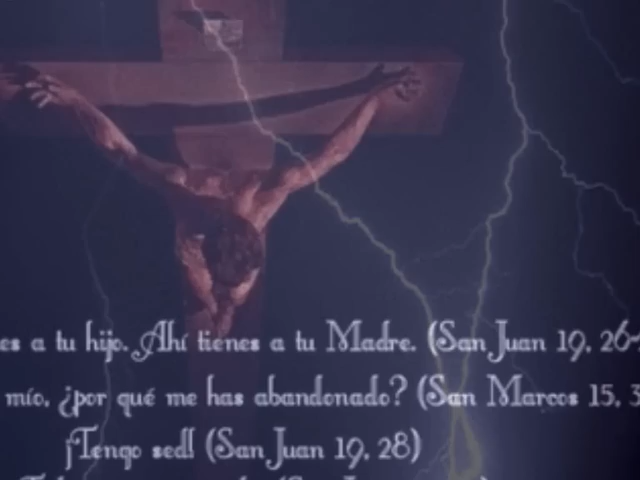 es a tu hijo. Ahí tienes a tu Madre. (San Juan 19, 26-
mío, ¿por qué me has abandonado? (San Marcos 15, 3
¡Tengo sed! (San Juan 19, 28)